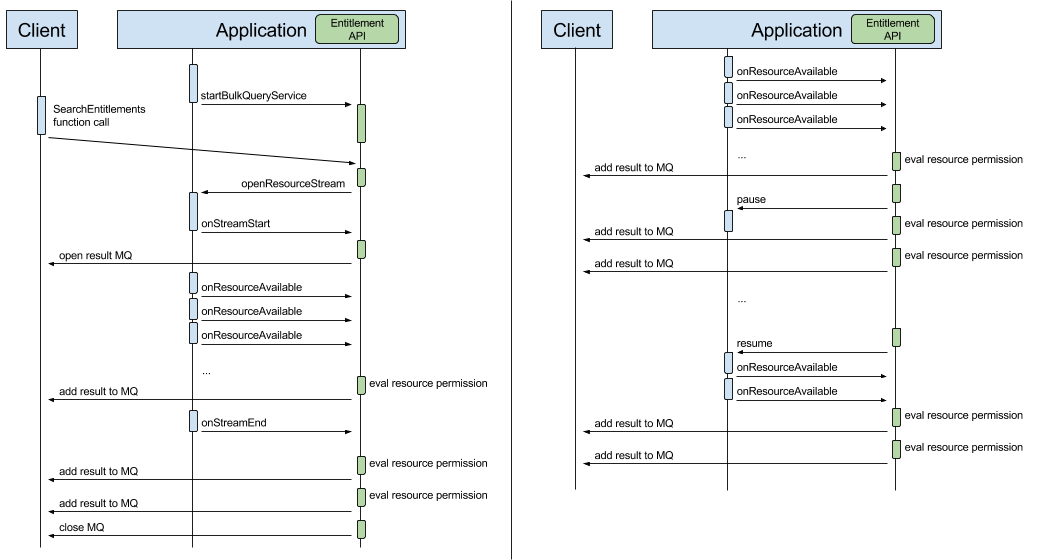 Client
Application
Entitlement
API
startBulkQueryService
SearchEntitlements
function call
openResourceStream
onStreamStart
open result MQ
onResourceAvailable
onResourceAvailable
onResourceAvailable
...
eval resource permission
add result to MQ
onStreamEnd
eval resource permission
add result to MQ
eval resource permission
add result to MQ
close MQ
Client
Application
Entitlement
API
onResourceAvailable
onResourceAvailable
onResourceAvailable
...
eval resource permission
add result to MQ
pause
eval resource permission
add result to MQ
eval resource permission
add result to MQ
...
resume
onResourceAvailable
onResourceAvailable
eval resource permission
add result to MQ
eval resource permission
add result to MQ